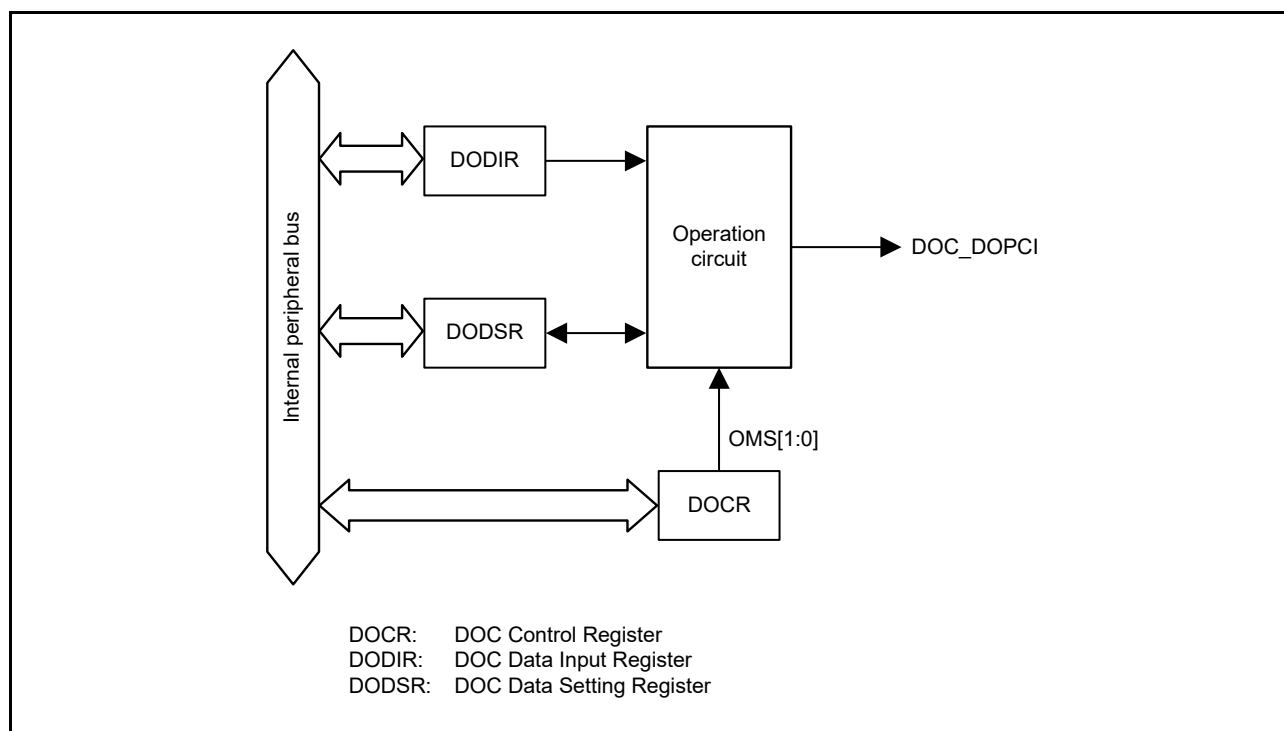 Internal peripheral bus
DODIR
Operation
circuit
DOC_DOPCI
DODSR
OMS[1:0]
DOCR
DOCR: DOC Control Register
DODIR: DOC Data Input Register
DODSR: DOC Data Setting Register